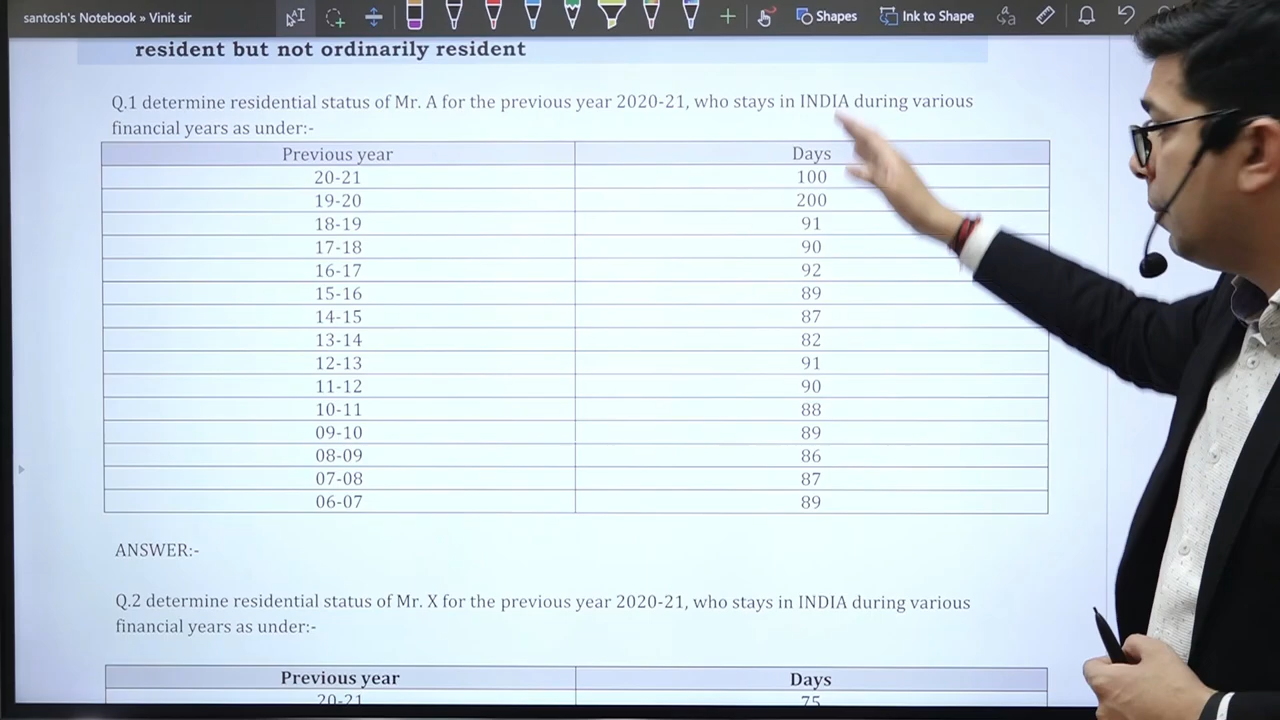 santosh's Notebook » Vinit sir
Shapes
Ink to Shape
resident but not ordinarily resident
Q.1 determine residential status of Mr. A for the previous year 2020-21, who stays in INDIA during various
financial years as under:-
Previous year Days
20-21 100
19-20 200
18-19 91
17-18 90
16-17 92
15-16 89
14-15 87
13-14 82
12-13 91
11-12 90
10-11 88
09-10 89
08-09 86
07-08 87
06-07 89
ANSWER:-
Q.2 determine residential status of Mr. X for the previous year 2020-21, who stays in INDIA during various
financial years as under:-
Previous year Days
20-21 75